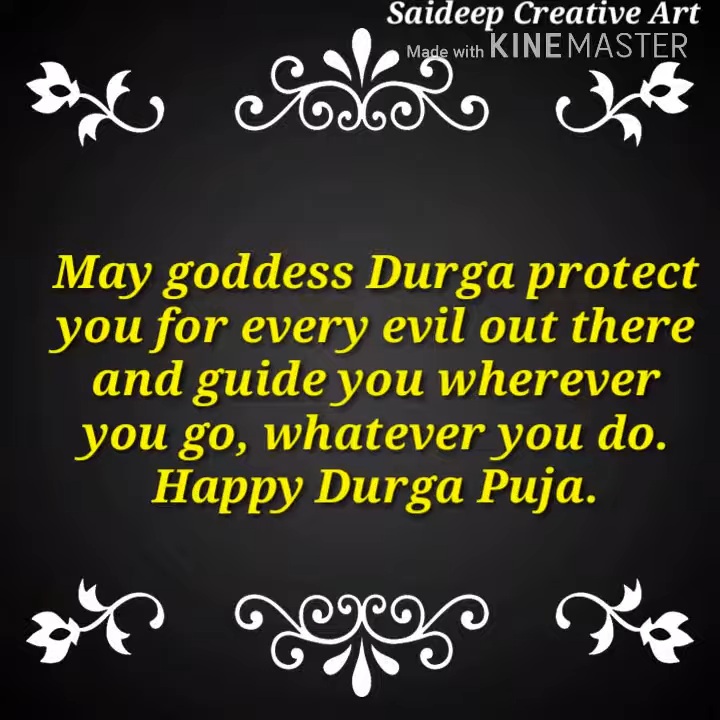 Saideep Creative Art
Made with KINEMASTER
May goddess Durga protect
you for every evil out there
and guide you wherever
you go, whatever you do.
Happy Durga Puja.